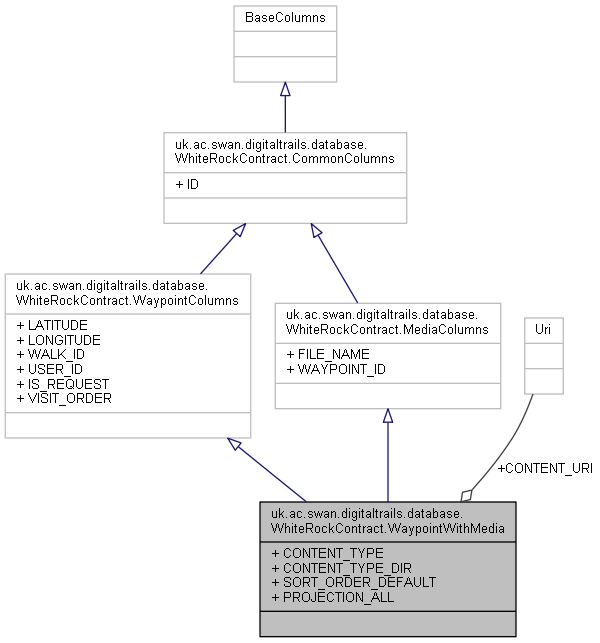 BaseColumns
uk.ac.swan.digitaltrails.database.
WhiteRockContract.CommonColumns
+ ID
uk.ac.swan.digitaltrails.database.
WhiteRockContract.WaypointColumns
+ LATITUDE
+ LONGITUDE
+ WALK_ID
+ USER_ID
+ IS_REQUEST
+ VISIT_ORDER
uk.ac.swan.digitaltrails.database.
WhiteRockContract.MediaColumns
+ FILE_NAME
+ WAYPOINT_ID
Uri
+CONTENT_URI
uk.ac.swan.digitaltrails.database.
WhiteRockContract.WaypointWithMedia
+ CONTENT_TYPE
+ CONTENT_TYPE_DIR
+ SORT_ORDER_DEFAULT
+ PROJECTION_ALL